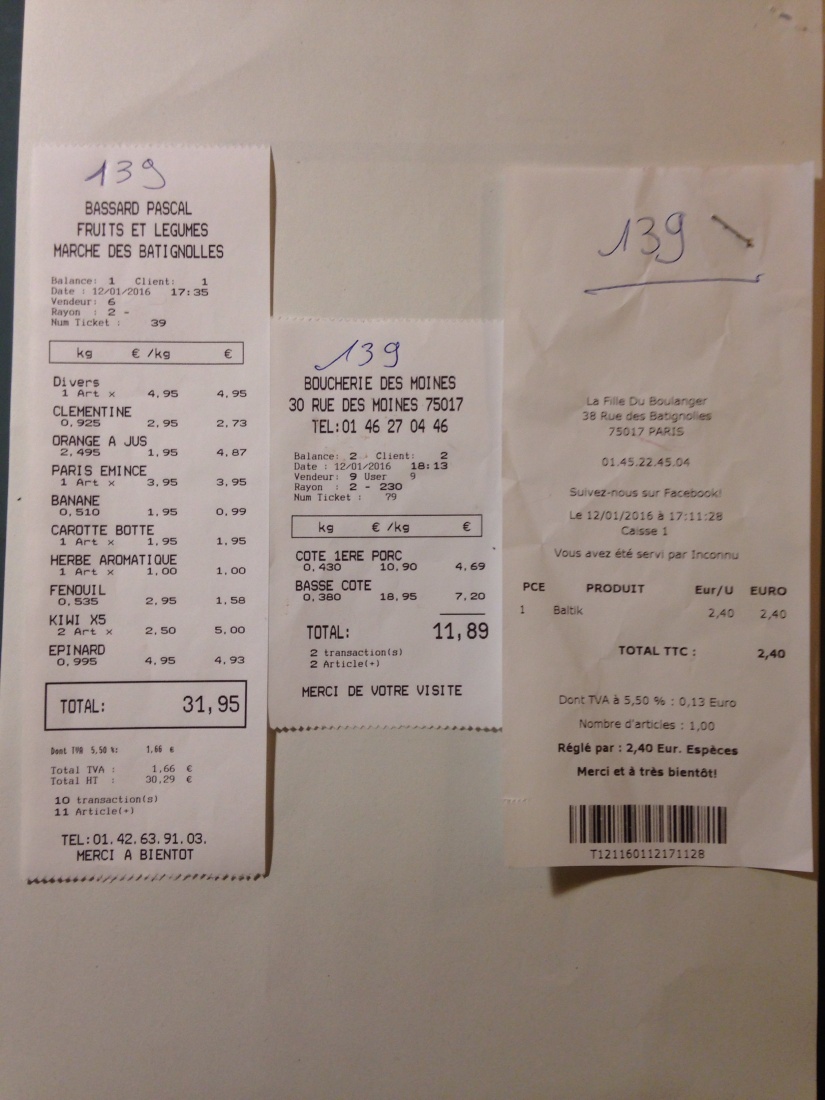 139
BASSARD PASCAL
FRUITS ET LEGUMES
MARCHE DES BATIGNOLLES
Balance: 1 Client: 1
Date : 12/01/2016 17:35
Vendeur: 6
Rayon : 2 -
Num Ticket : 39
kg € /kg €
Divers
1 Art x 4,95 4,95
CLEMENTINE
0,925 2,95 2,73
ORANGE A JUS
2,495 1,95 4,87
PARIS EMINCE
1 Art x 3,95 3,95
BANANE
0,510 1,95 0,99
CAROTTE BOTTE
1 Art x 1,95 1,95
HERBE AROMATIQUE
1 Art x 1,00 1,00
FENOUIL
0,535 2,95 1,58
KIWI X5
2 Art x 2,50 5,00
EPINARD
0,995 4,95 4,93
TOTAL: 31,95
Dont TVA 5,50 %: 1,66 €
Total TVA : 1,66 €
Total HT : 30,29 €
10 transaction(s)
11 Article(+)
TEL:01.42.63.91.03.
MERCI A BIENTOT
139
BOUCHERIE DES MOINES
30 RUE DES MOINES 75017
TEL:01 46 27 04 46
Balance: 2 - Client: 2
Date : 12/01/2016 18:13
Vendeur: 9 User 9
Rayon : 2 - 230
Num Ticket : 79
kg € /kg €
COTE 1ERE PORC
0,430 10,90 4,69
BASSE COTE
0,380 18,95 7,20
TOTAL: 11,89
2 transaction(s)
2 Article(+)
MERCI DE VOTRE VISITE
139
La Fille Du Boulanger
38 Rue des Batignolles
75017 PARIS
01.45.22.45.04
Suivez-nous sur Facebook!
Le 12/01/2016 à 17:11:28
Caisse 1
Vous avez été servi par Inconnu
PCE PRODUIT Eur/U EURO
1 Baltik 2,40 2,40
TOTAL TTC : 2,40
Dont TVA à 5,50 % : 0,13 Euro
Nombre d'articles : 1,00
Réglé par : 2,40 Eur. Espèces
Merci et à très bientôt!
T121160112171128